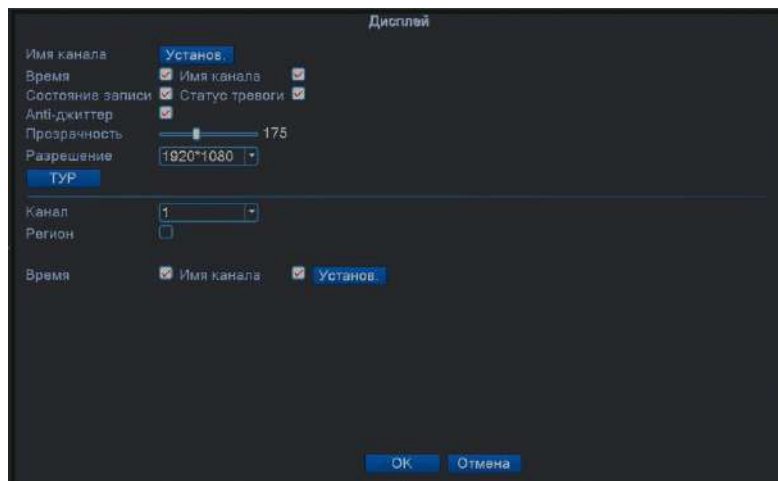 Дисплей
Имя канала Установ.
Время Имя канала
Состояние записи Статус тревоги
Anti-джиттер
Прозрачность 175
Разрешение 1920*1080
ТУР
Канал 1
Регион
Время Имя канала Установ.
OK Отмена